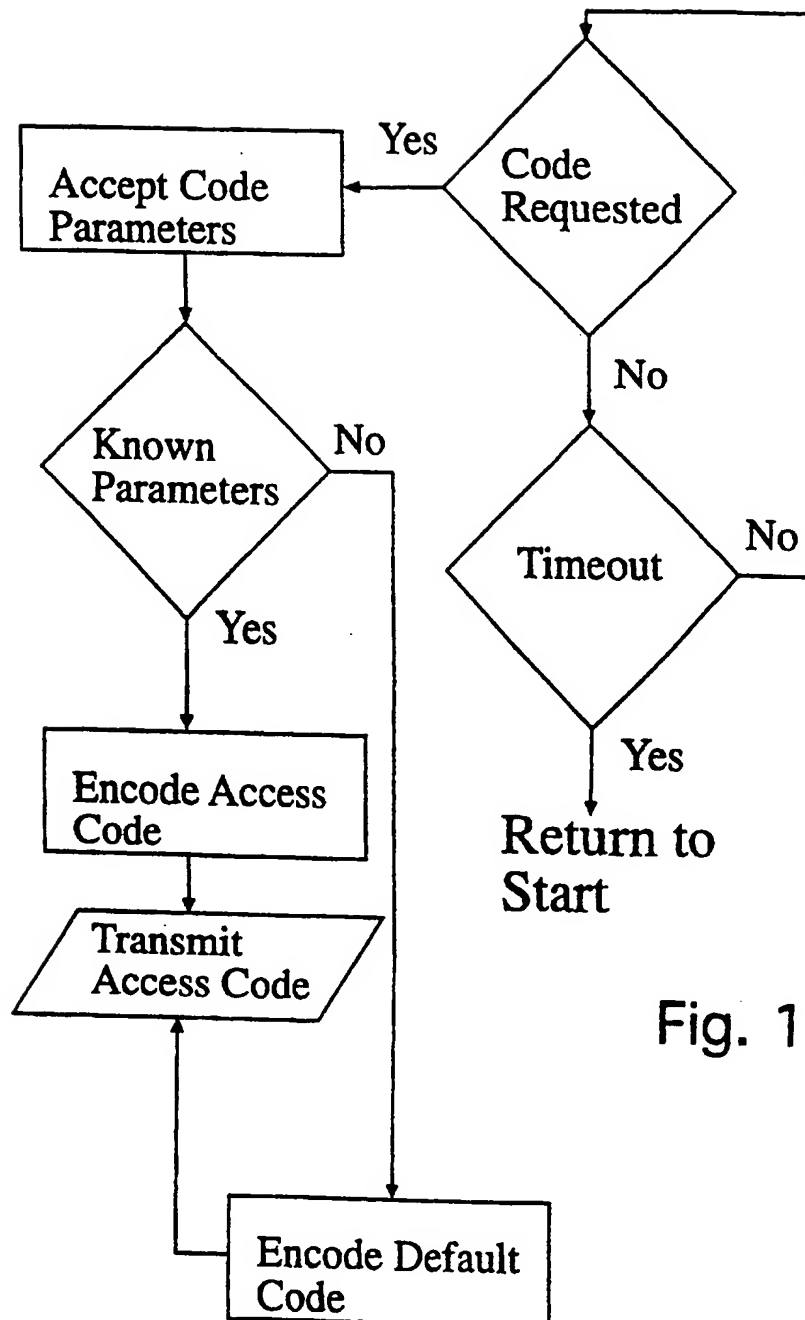 Yes
Code
Requested
Accept Code
Parameters
No
Known
Parameters
No
Timeout
No
Yes
Encode Access
Code
Yes
Return to
Start
Transmit
Access Code
Fig. 1
Encode Default
Code